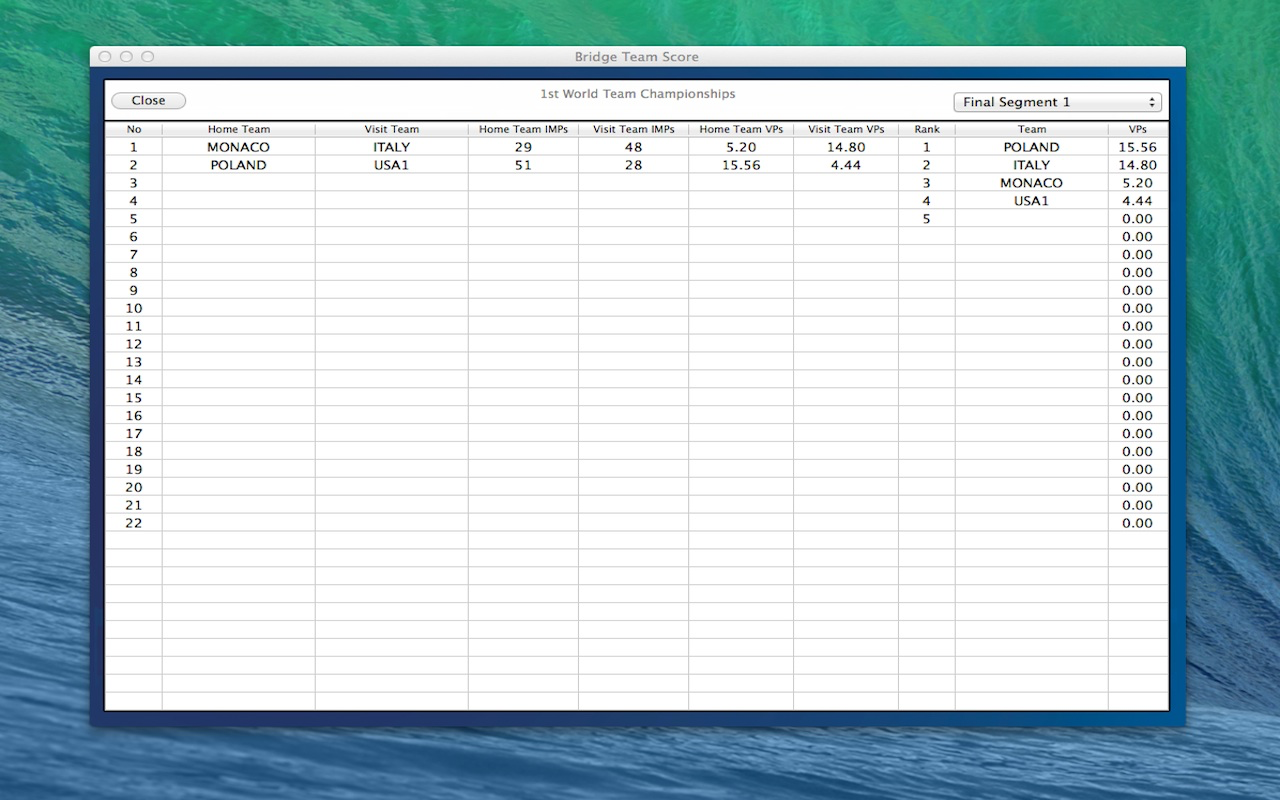 Bridge Team Score
Close
1st World Team Championships
Final Segment 1
No Home Team Visit Team Home Team IMPs Visit Team IMPs Home Team VPs Visit Team VPs Rank Team VPs
1 MONACO ITALY 29 48 5.20 14.80 1 POLAND 15.56
2 POLAND USA1 51 28 15.56 4.44 2 ITALY 14.80
3 3 MONACO 5.20
4 4 USA1 4.44
5 5 0.00
6 0.00
7 0.00
8 0.00
9 0.00
10 0.00
11 0.00
12 0.00
13 0.00
14 0.00
15 0.00
16 0.00
17 0.00
18 0.00
19 0.00
20 0.00
21 0.00
22 0.00